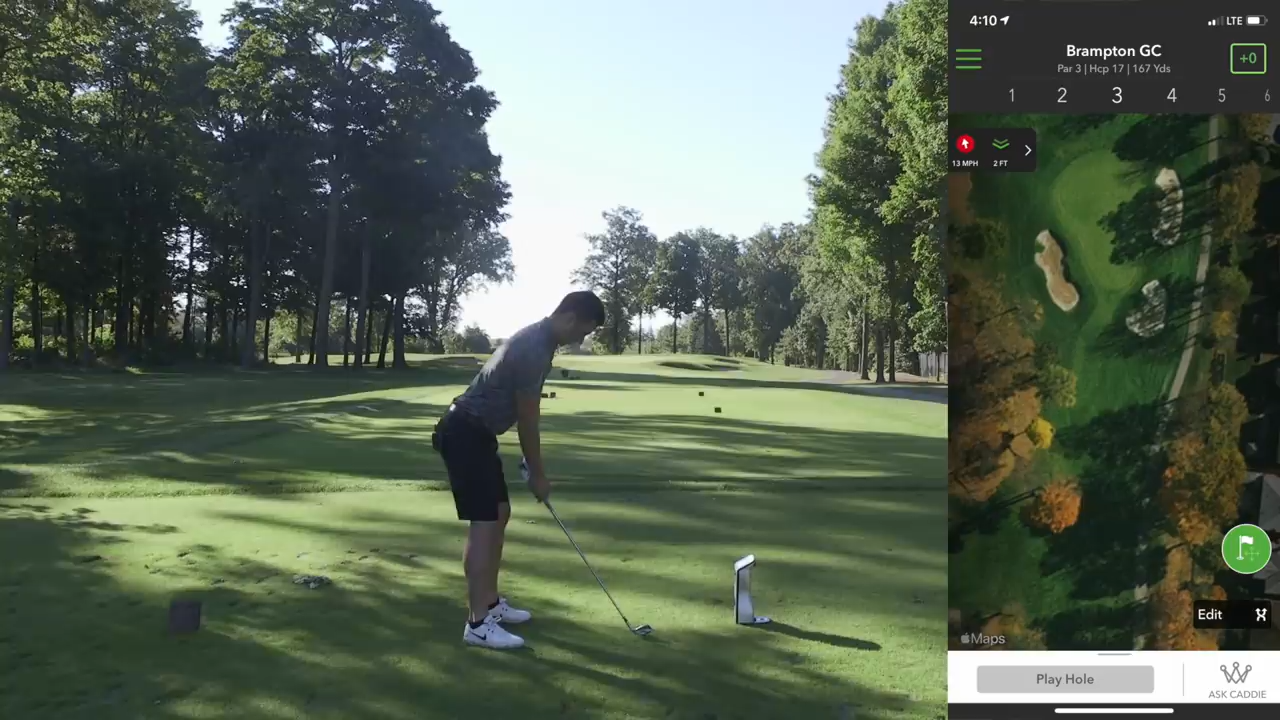 4:10
LTE
Brampton GC
Par 3 | Hcp 17 | 167 Yds
+0
1 2 3 4 5 6
13 MPH
2 FT
Edit
Maps
Play Hole
ASK CADDIE